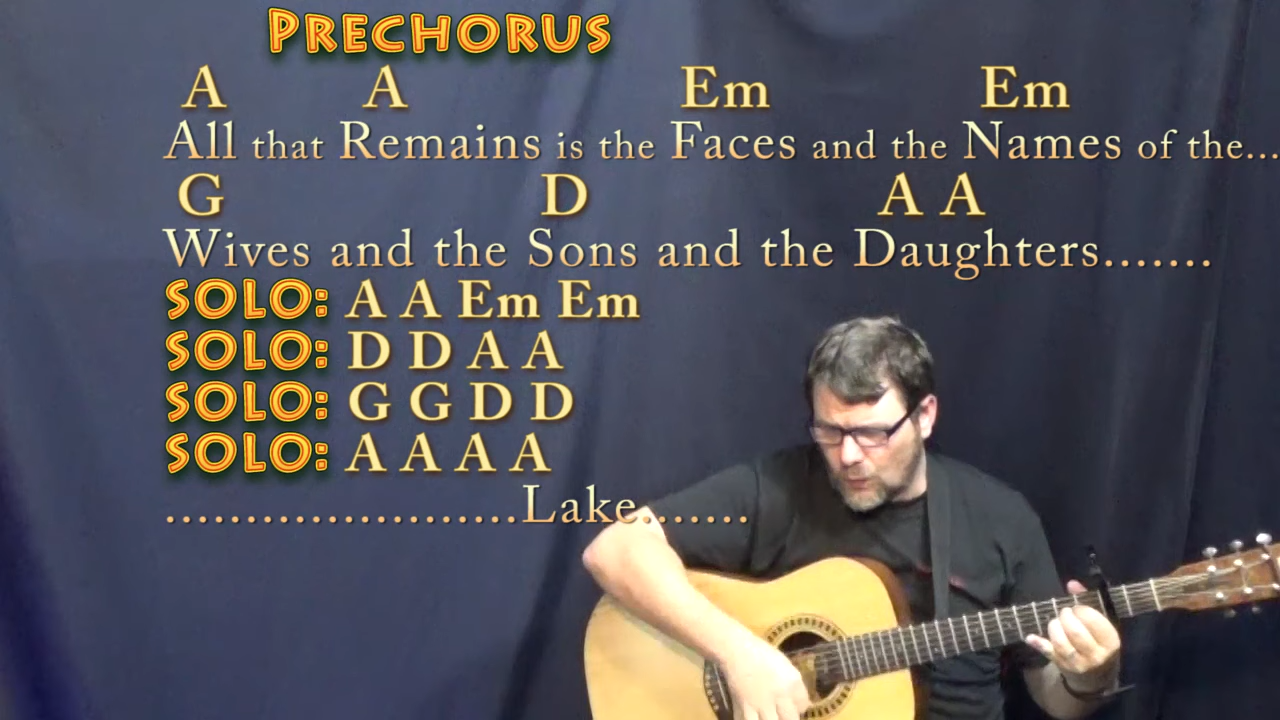 PRECHORUS
A A Em Em
All that Remains is the Faces and the Names of the...
G D A A
Wives and the Sons and the Daughters.......
SOLO: A A Em Em
SOLO: D D A A
SOLO: G G D D
SOLO: A A A A
......................Lake.......